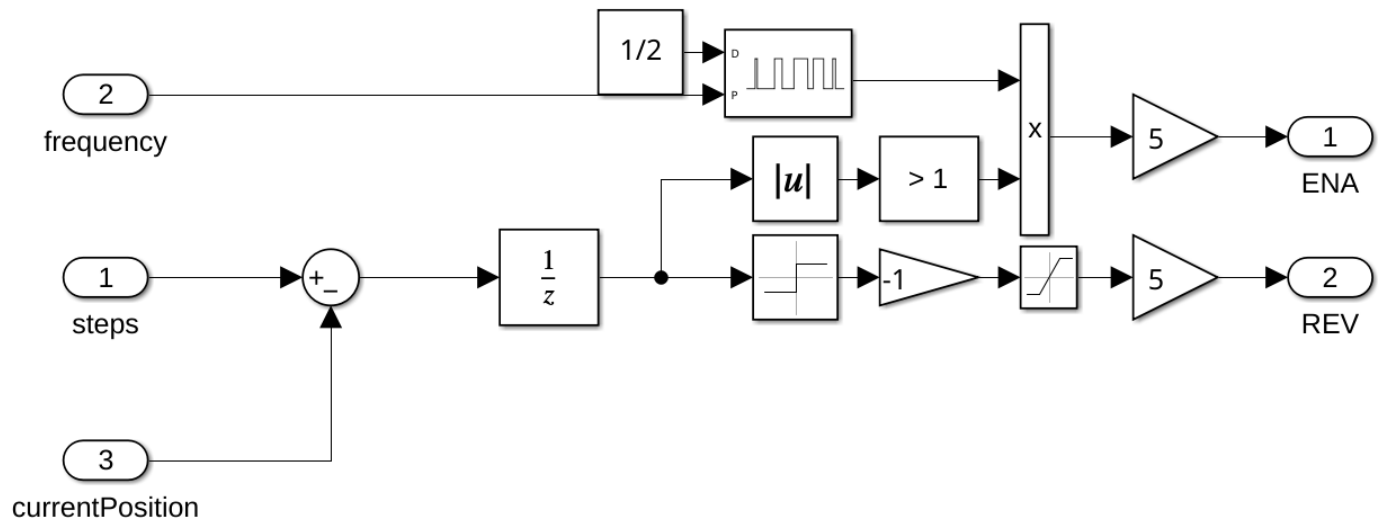 1/2
D
P
2
frequency
x
5
1
ENA
|u|
> 1
1
steps
+
−
1
z
-1
5
2
REV
3
currentPosition